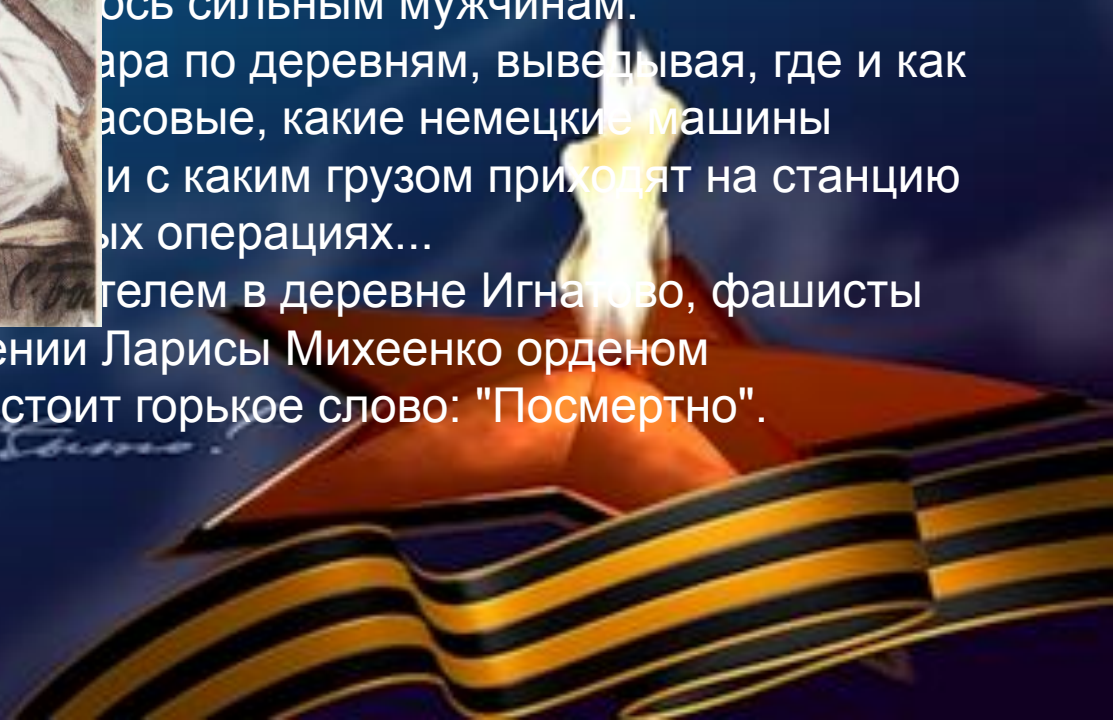 ось сильным мужчинам.
ара по деревням, выведывая, где и как
асовые, какие немецкие машины
и с каким грузом приходят на станцию
ых операциях...
телем в деревне Игнатово, фашисты
ении Ларисы Михеенко орденом
стоит горькое слово: "Посмертно".